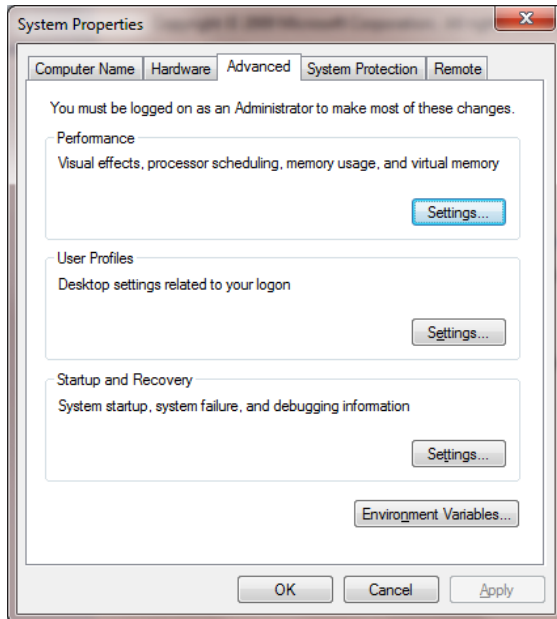 System Properties
Computer Name Hardware Advanced System Protection Remote
You must be logged on as an Administrator to make most of these changes.
Performance
Visual effects, processor scheduling, memory usage, and virtual memory
Settings...
User Profiles
Desktop settings related to your logon
Settings...
Startup and Recovery
System startup, system failure, and debugging information
Settings...
Environment Variables...
OK Cancel Apply